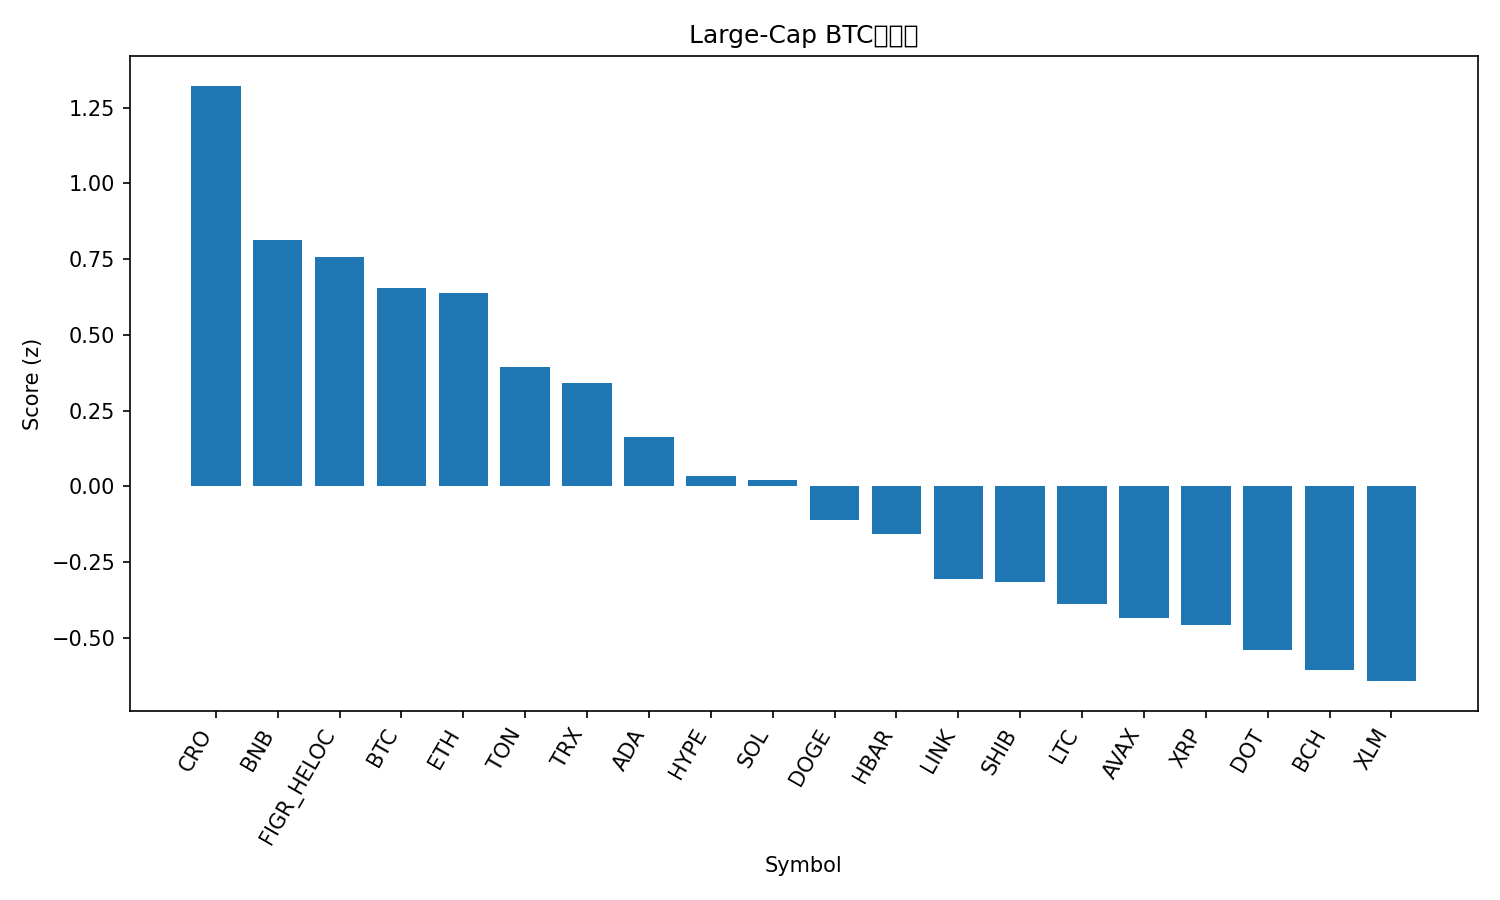 Large-Cap BTC
1.25
1.00
0.75
0.50
0.25
0.00
−0.25
−0.50
Score (z)
CRO
BNB
FIGR_HELOC
BTC
ETH
TON
TRX
ADA
HYPE
SOL
DOGE
HBAR
LINK
SHIB
LTC
AVAX
XRP
DOT
BCH
XLM
Symbol